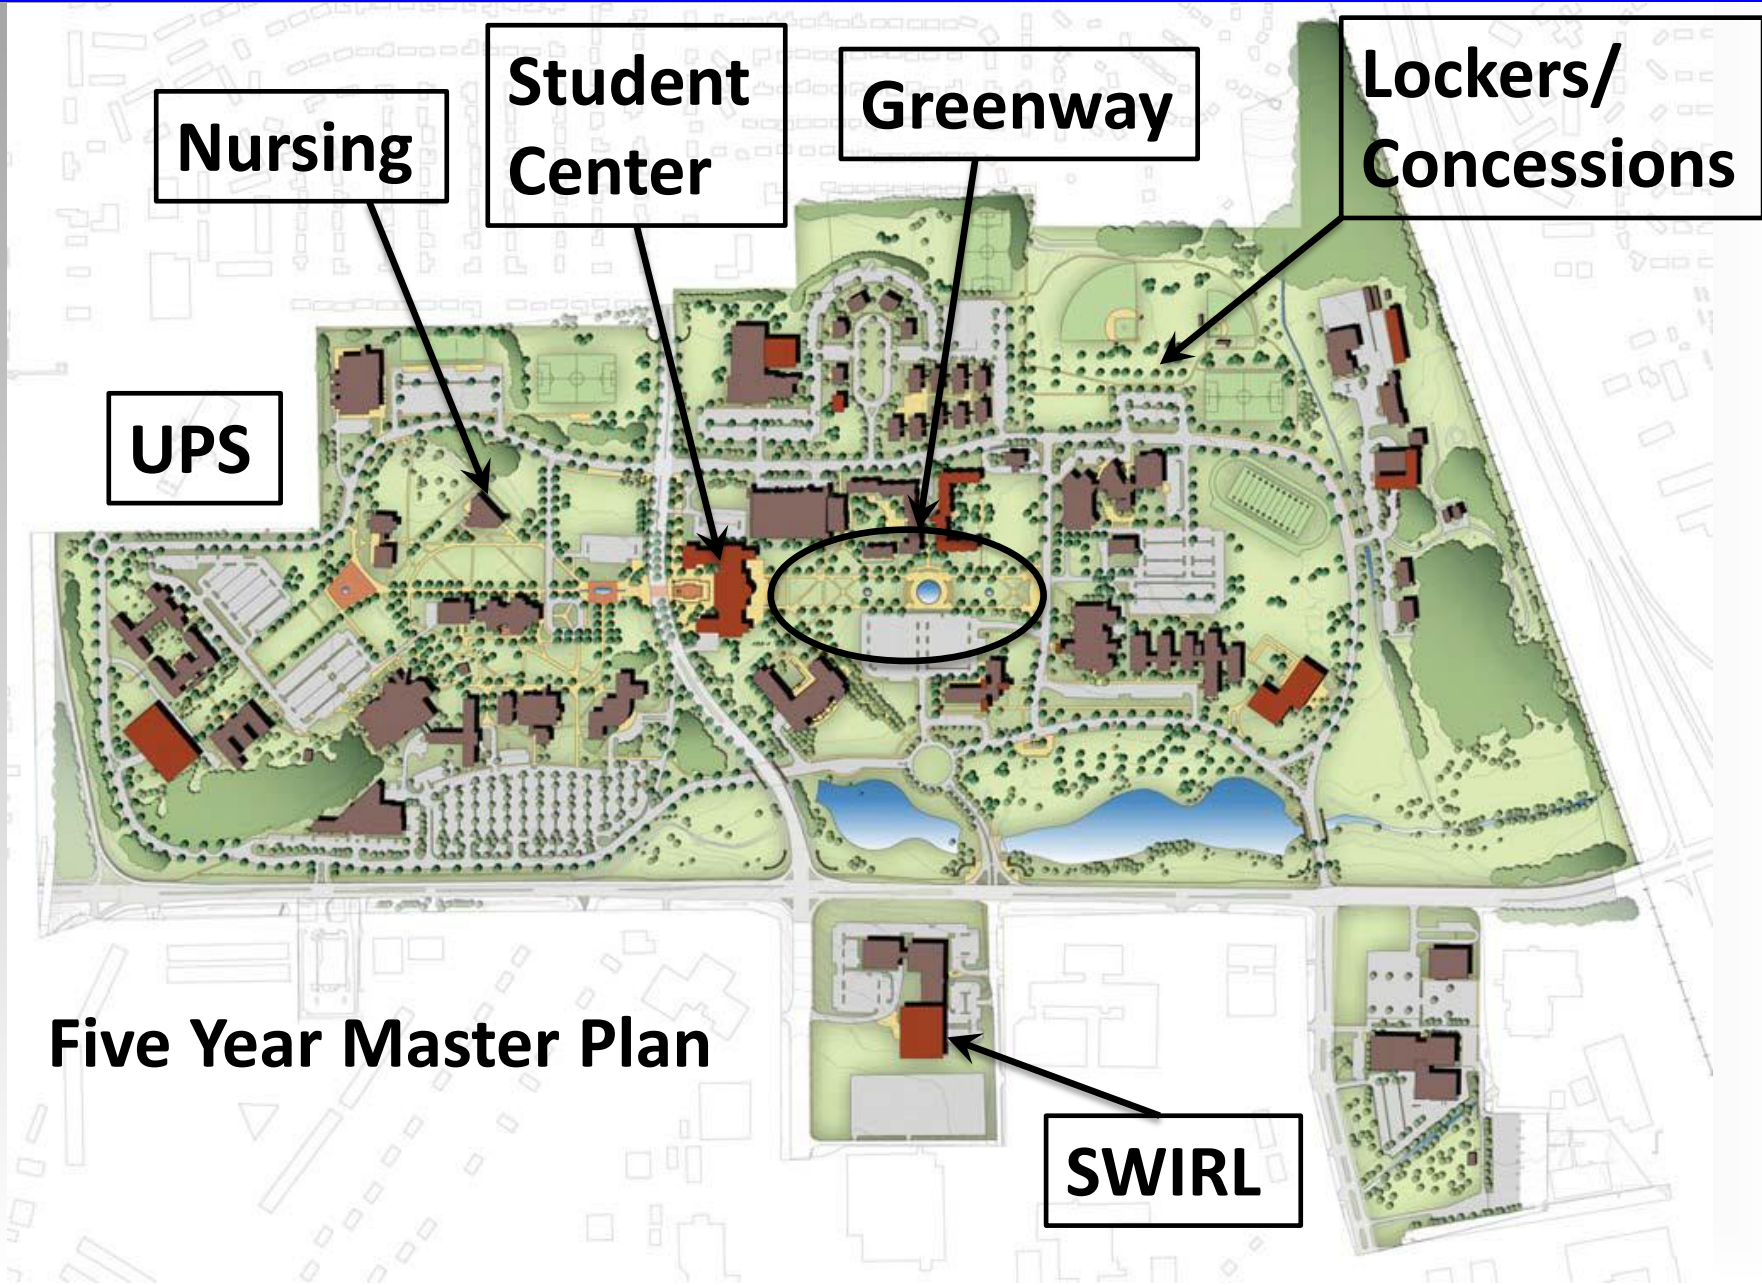 Nursing
Student
Center
Greenway
Lockers/
Concessions
UPS
Five Year Master Plan
SWIRL